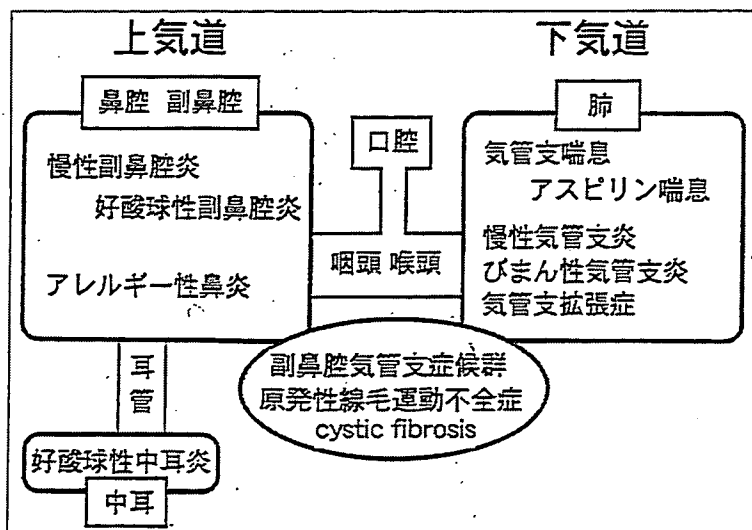 上気道
下気道
鼻腔 副鼻腔
慢性副鼻腔炎
好酸球性副鼻腔炎
アレルギー性鼻炎
口腔
咽頭 喉頭
肺
気管支喘息
アスピリン喘息
慢性気管支炎
びまん性気管支炎
気管支拡張症
副鼻腔気管支症候群
原発性線毛運動不全症
cystic fibrosis
耳管
好酸球性中耳炎
中耳